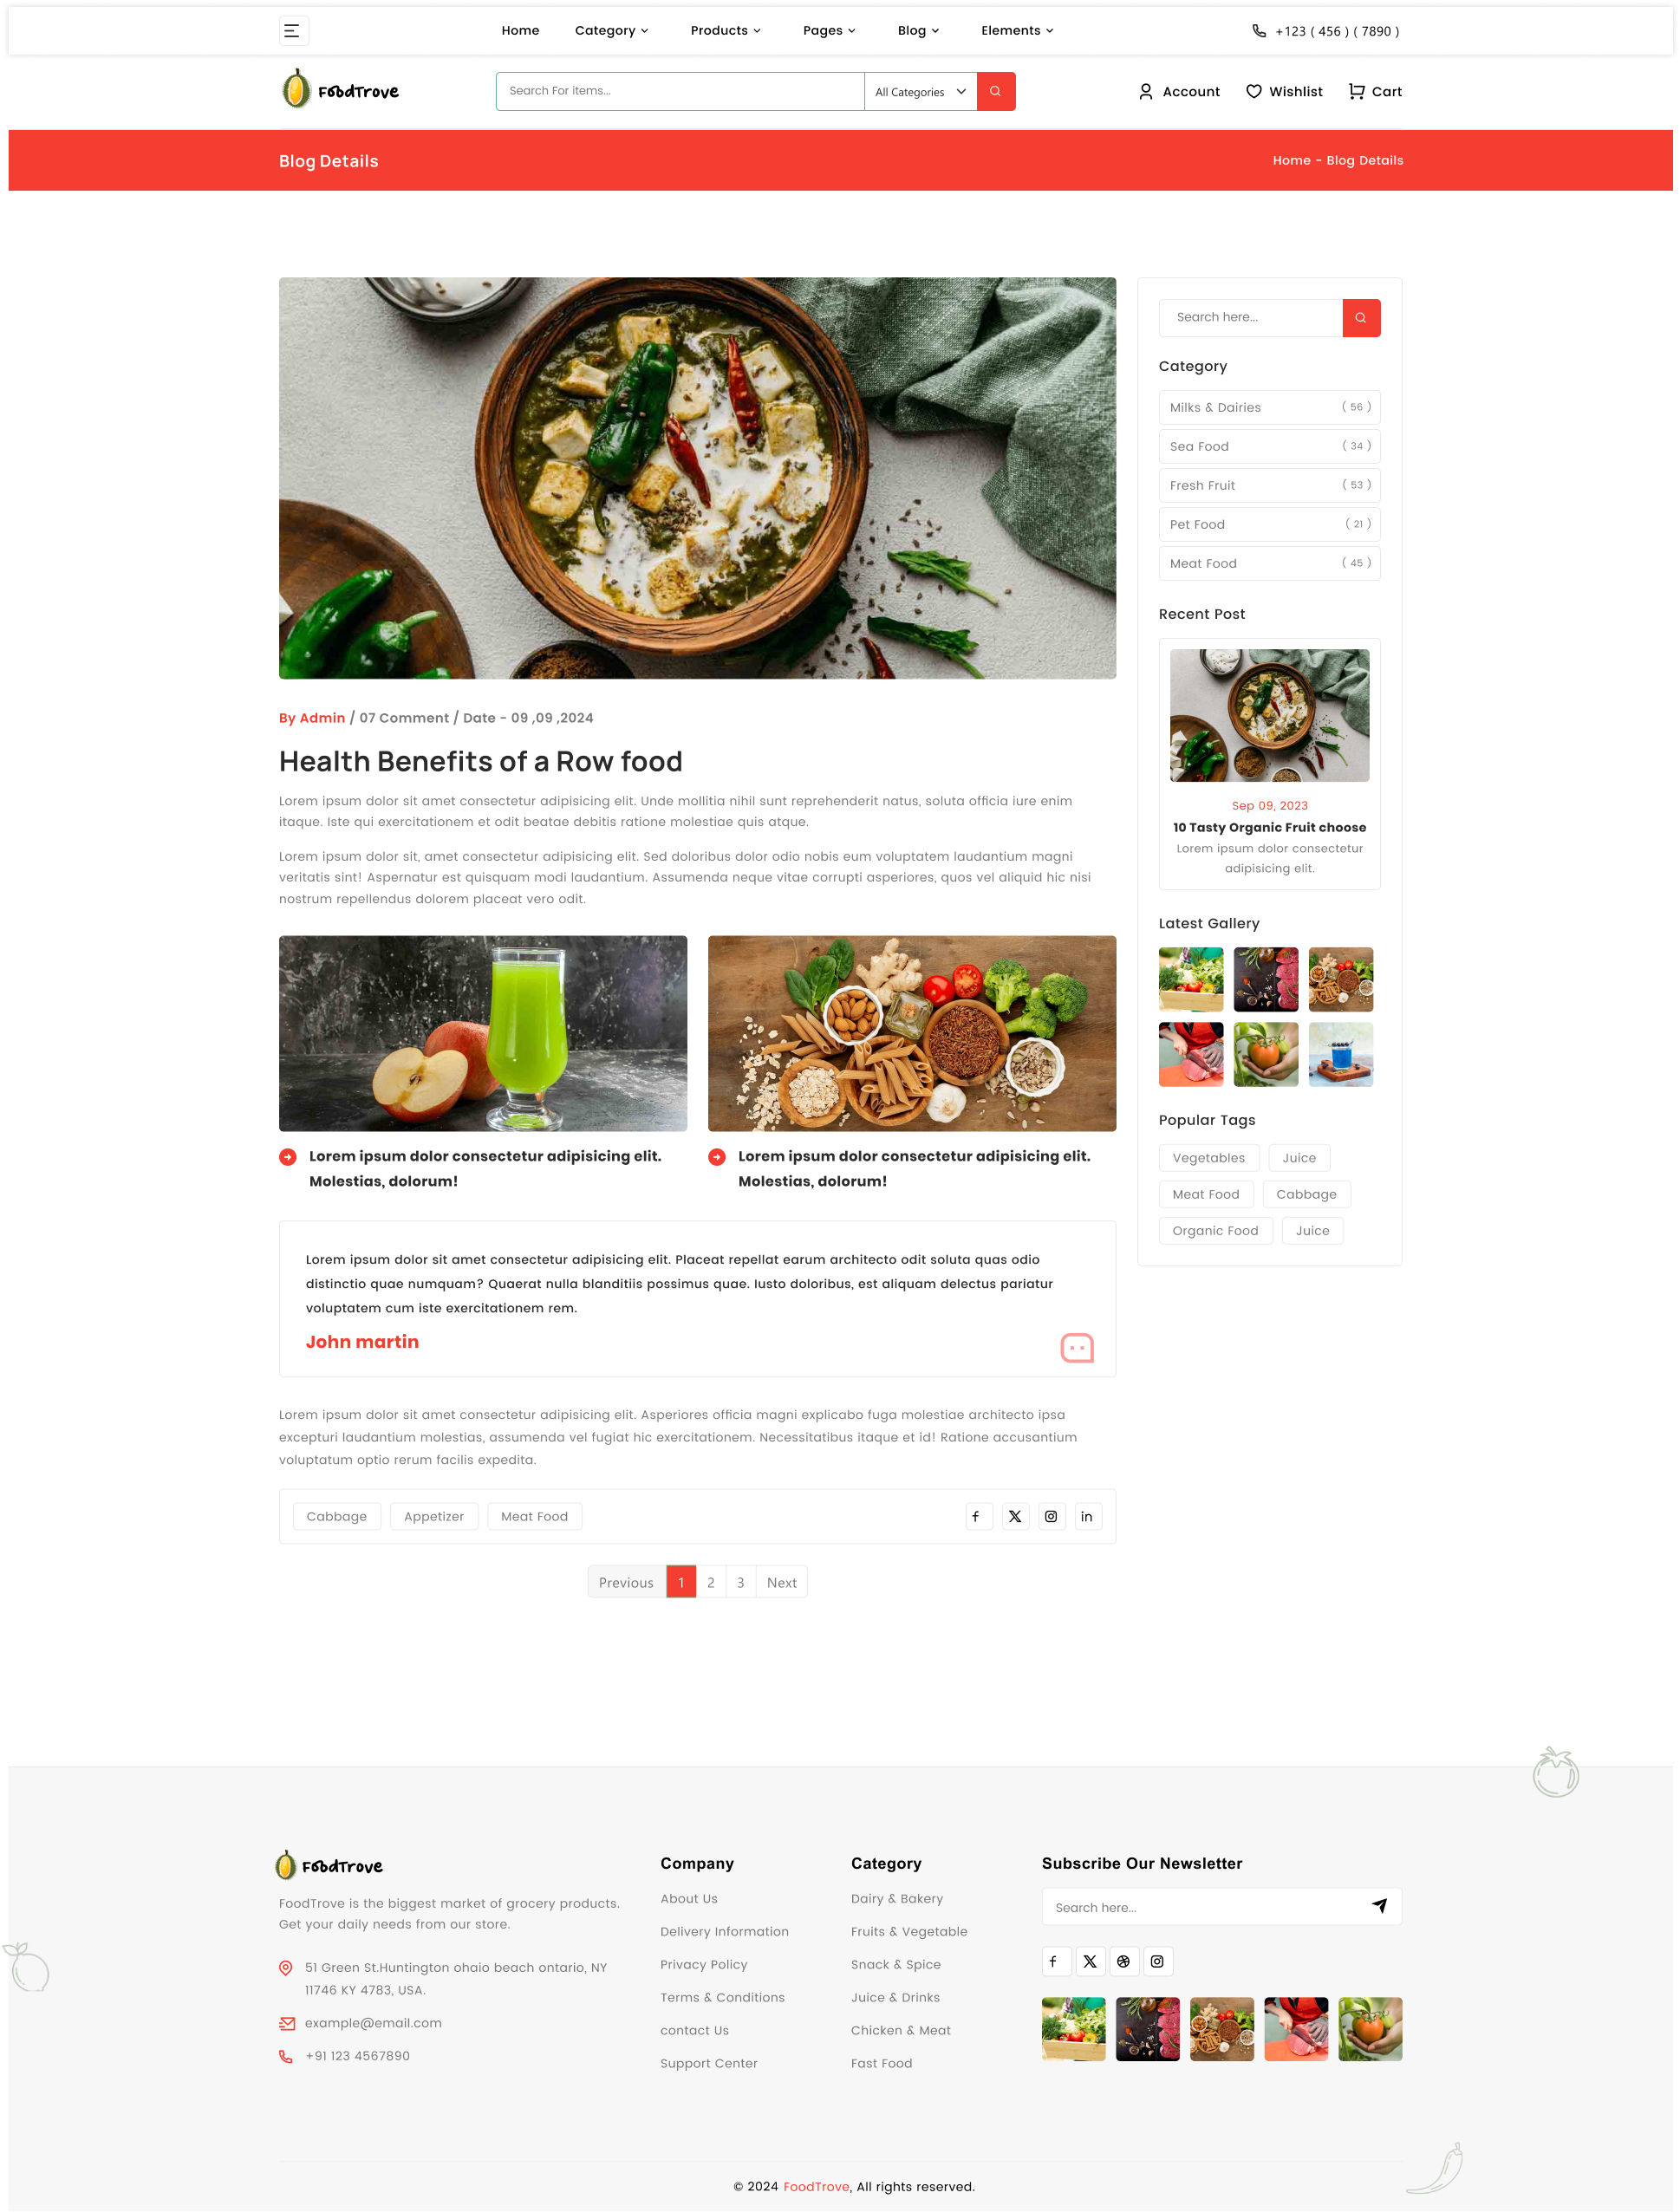 Home Category Products Pages Blog Elements +123 ( 456 ) ( 7890 )
FoodTrove Search For items... All Categories Account Wishlist Cart
Blog Details Home - Blog Details
By Admin / 07 Comment / Date - 09 ,09 ,2024
Health Benefits of a Row food
Lorem ipsum dolor sit amet consectetur adipisicing elit. Unde mollitia nihil sunt reprehenderit natus, soluta officia iure enim
itaque. Iste qui exercitationem et odit beatae debitis ratione molestiae quis atque.
Lorem ipsum dolor sit, amet consectetur adipisicing elit. Sed doloribus dolor odio nobis eum voluptatem laudantium magni
veritatis sint! Aspernatur est quisquam modi laudantium. Assumenda neque vitae corrupti asperiores, quos vel aliquid hic nisi
nostrum repellendus dolorem placeat vero odit.
Lorem ipsum dolor consectetur adipisicing elit.
Molestias, dolorum!
Lorem ipsum dolor consectetur adipisicing elit.
Molestias, dolorum!
Lorem ipsum dolor sit amet consectetur adipisicing elit. Placeat repellat earum architecto odit soluta quas odio
distinctio quae numquam? Quaerat nulla blanditiis possimus quae. Iusto doloribus, est aliquam delectus pariatur
voluptatem cum iste exercitationem rem.
John martin
Lorem ipsum dolor sit amet consectetur adipisicing elit. Asperiores officia magni explicabo fuga molestiae architecto ipsa
excepturi laudantium molestias, assumenda vel fugiat hic exercitationem. Necessitatibus itaque et id! Ratione accusantium
voluptatum optio rerum facilis expedita.
Cabbage Appetizer Meat Food
Previous 1 2 3 Next
Search here...
Category
Milks & Dairies ( 56 )
Sea Food ( 34 )
Fresh Fruit ( 53 )
Pet Food ( 21 )
Meat Food ( 45 )
Recent Post
Sep 09, 2023
10 Tasty Organic Fruit choose
Lorem ipsum dolor consectetur
adipisicing elit.
Latest Gallery
Popular Tags
Vegetables Juice
Meat Food Cabbage
Organic Food Juice
FoodTrove
FoodTrove is the biggest market of grocery products.
Get your daily needs from our store.
51 Green St.Huntington ohaio beach ontario, NY
11746 KY 4783, USA.
example@email.com
+91 123 4567890
Company
About Us
Delivery Information
Privacy Policy
Terms & Conditions
contact Us
Support Center
Category
Dairy & Bakery
Fruits & Vegetable
Snack & Spice
Juice & Drinks
Chicken & Meat
Fast Food
Subscribe Our Newsletter
Search here...
© 2024 FoodTrove, All rights reserved.